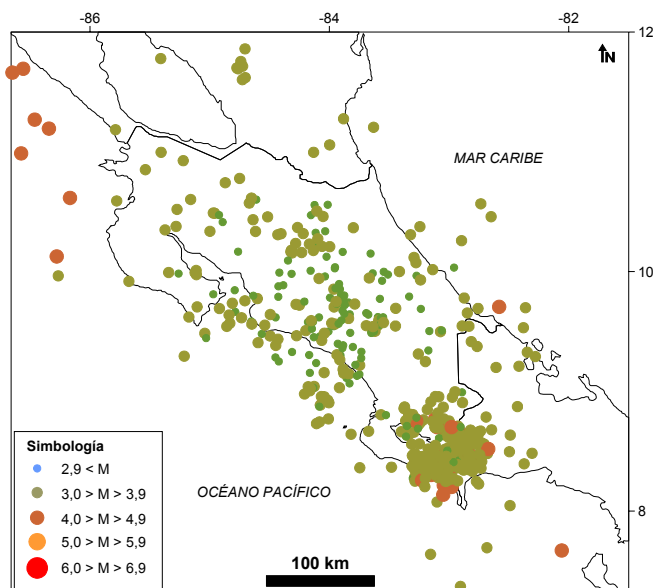 -86 -84 -82
12
N
MAR CARIBE
10
Simbología
2,9 < M
3,0 > M > 3,9
4,0 > M > 4,9
5,0 > M > 5,9
6,0 > M > 6,9
OCÉANO PACÍFICO
8
100 km